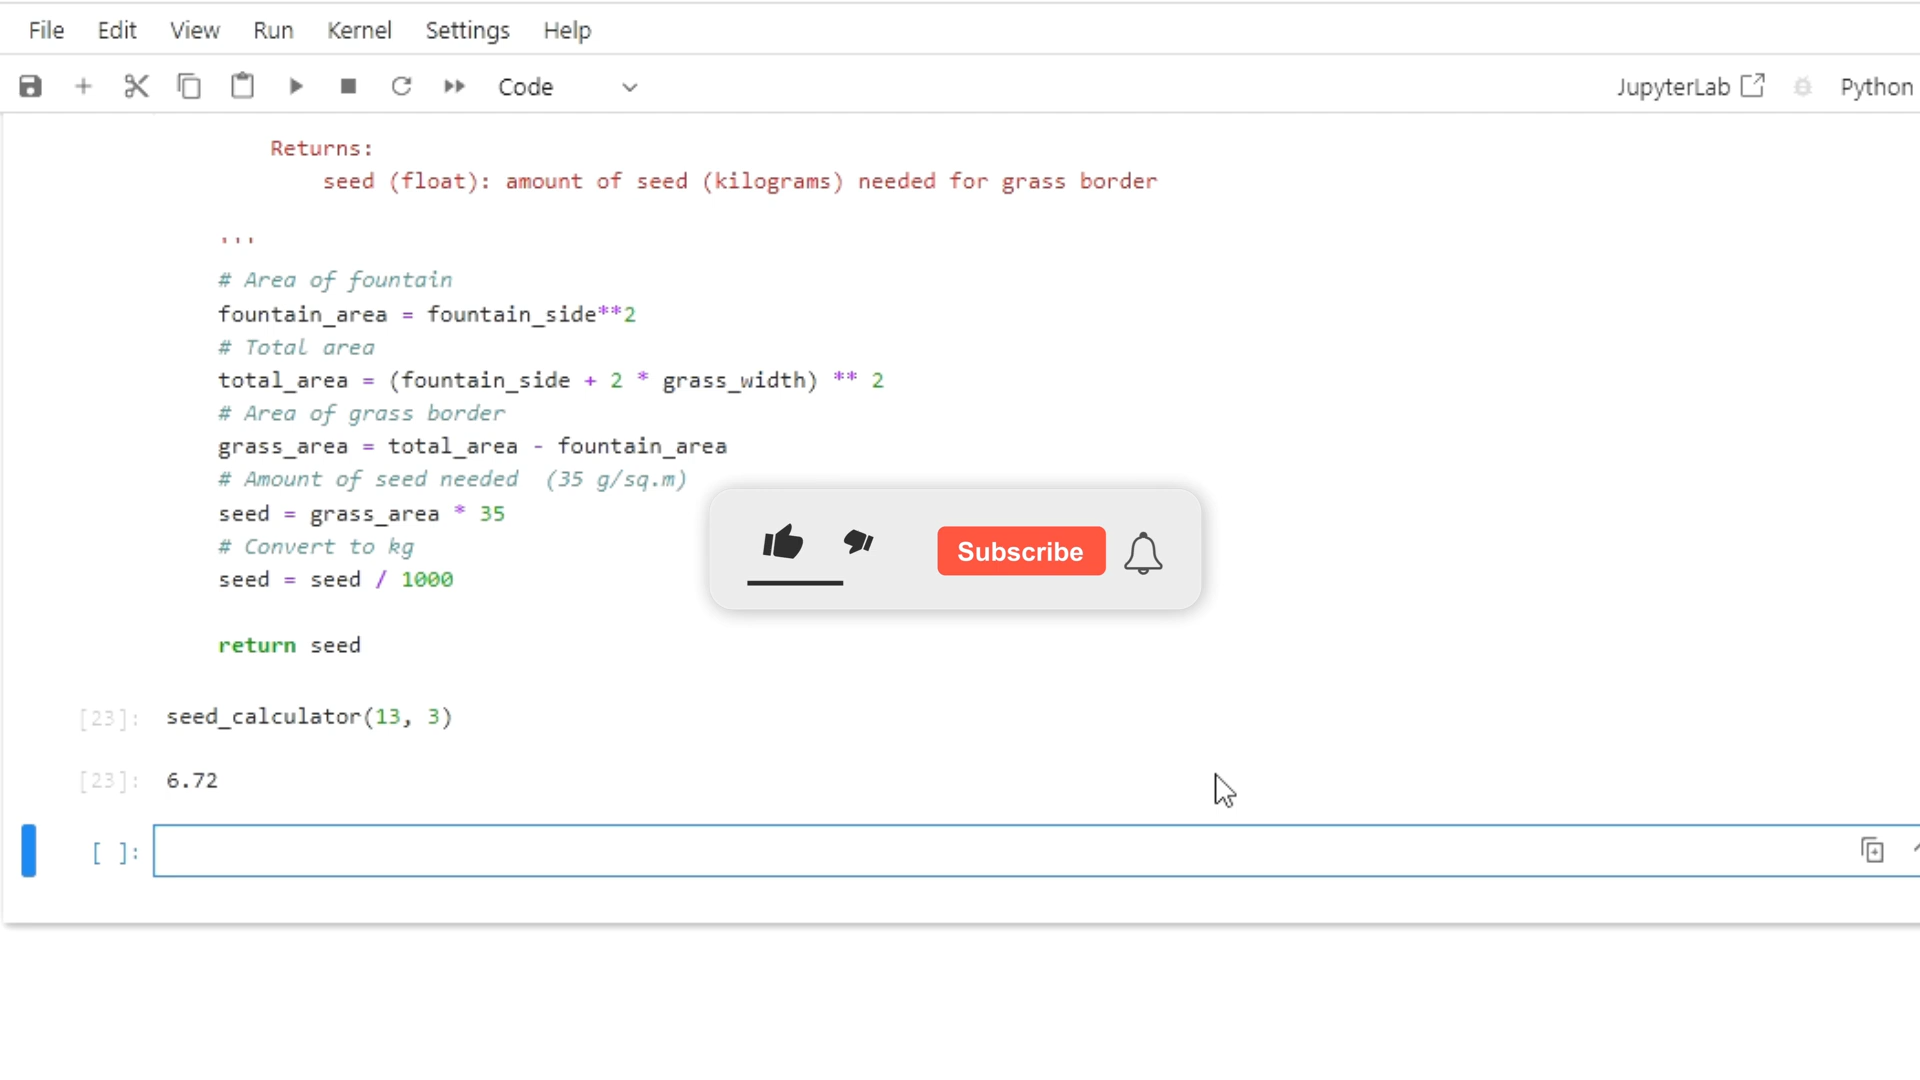 File Edit View Run Kernel Settings Help
Code JupyterLab Python
Returns:
seed (float): amount of seed (kilograms) needed for grass border
'''
# Area of fountain
fountain_area = fountain_side**2
# Total area
total_area = (fountain_side + 2 * grass_width) ** 2
# Area of grass border
grass_area = total_area - fountain_area
# Amount of seed needed (35 g/sq.m)
seed = grass_area * 35
# Convert to kg
seed = seed / 1000
Subscribe
return seed
[23]: seed_calculator(13, 3)
[23]: 6.72
[ ]: